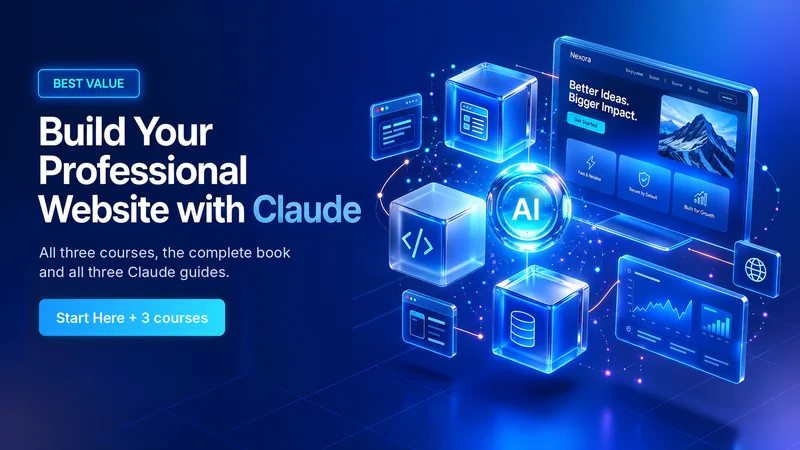 BEST VALUE
Build Your
Professional
Website with Claude
All three courses, the complete book
and all three Claude guides.
Start Here + 3 courses
Nexora
Better Ideas.
Bigger Impact.
Get Started
Fast & Reliable
Secure by Default
Built for Growth
AI
</>